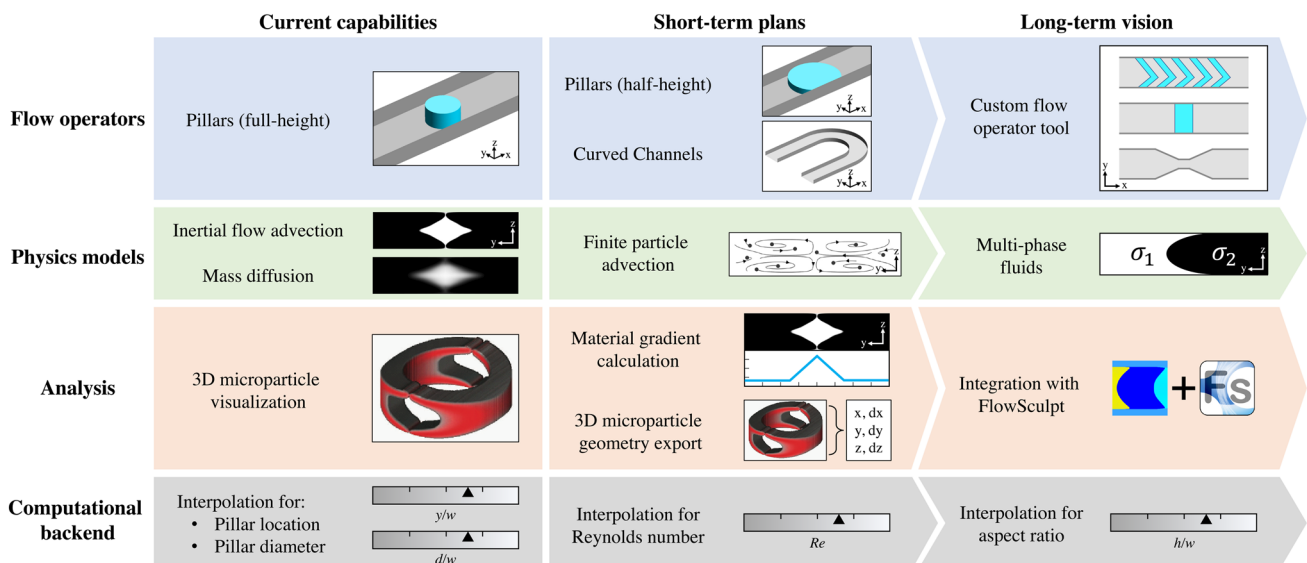 Current capabilities
Short-term plans
Long-term vision
Flow operators
Pillars (full-height)
z
y
x
Pillars (half-height)
z
y
x
Curved Channels
z
y
x
Custom flow
operator tool
y
x
Physics models
Inertial flow advection
z
y
Mass diffusion
Finite particle
advection
z
y
Multi-phase
fluids
σ1
σ2
z
y
Analysis
3D microparticle
visualization
Material gradient
calculation
z
y
3D microparticle
geometry export
x, dx
y, dy
z, dz
Integration with
FlowSculpt
+
Fs
Computational
backend
Interpolation for:
• Pillar location
• Pillar diameter
y/w
d/w
Interpolation for
Reynolds number
Re
Interpolation for
aspect ratio
h/w